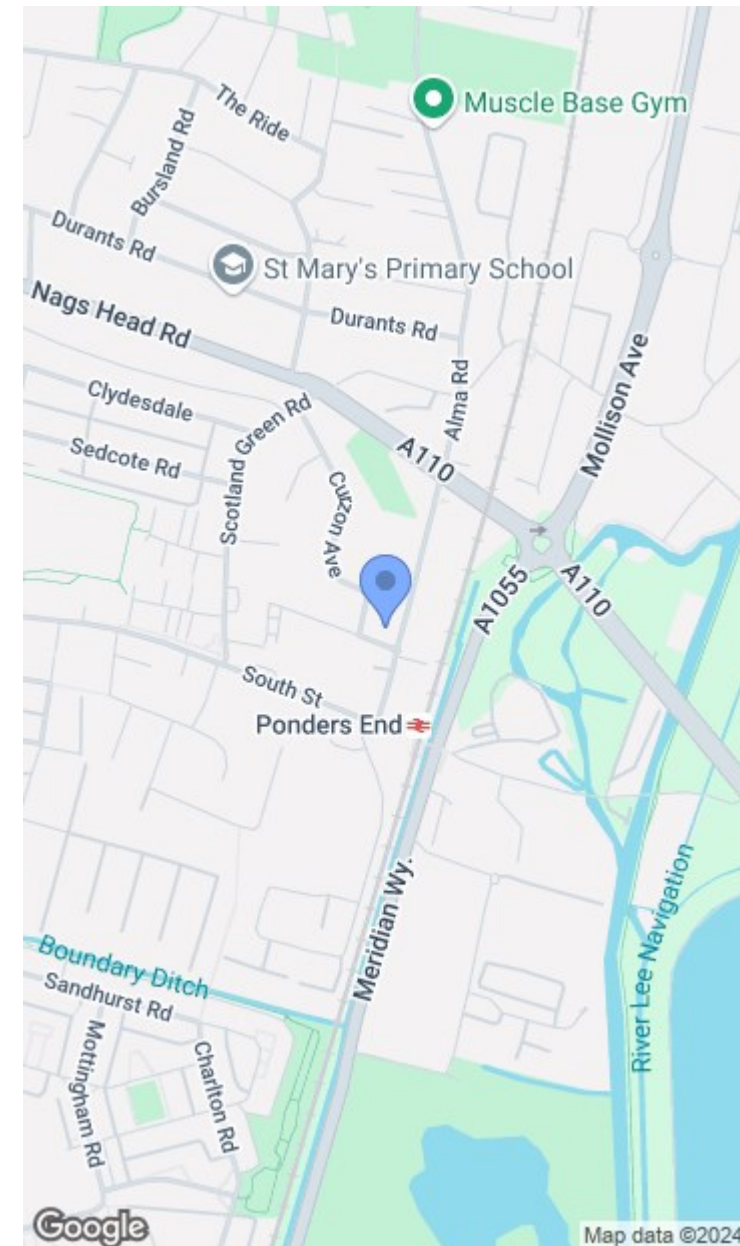 Muscle Base Gym
The Ride
Bursland Rd
Durants Rd
St Mary's Primary School
Nags Head Rd
Durants Rd
Mollison Ave
Alma Rd
Clydesdale
Scotland Green Rd
A110
Sedcote Rd
Curzon Ave
A1055
A110
South St
Ponders End
River Lee Navigation
Meridian Wy.
Boundary Ditch
Sandhurst Rd
Mottingham Rd
Charlton Rd
Google
Map data ©2024